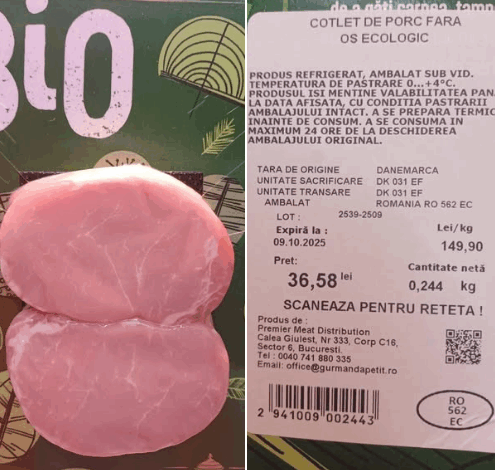 BiO
de a găti carnea, tamp
COTLET DE PORC FARA
OS ECOLOGIC
PRODUS REFRIGERAT, AMBALAT SUB VID.
TEMPERATURA DE PASTRARE 0...+4°C.
PRODUSUL ISI MENTINE VALABILITATEA PAN
LA DATA AFISATA, CU CONDITIA PASTRARII
AMBALAJULUI INTACT. A SE PREPARA TERMIC
INAINTE DE CONSUM. A SE CONSUMA IN
MAXIMUM 24 ORE DE LA DESCHIDEREA
AMBALAJULUI ORIGINAL.
TARA DE ORIGINE DANEMARCA
UNITATE SACRIFICARE DK 031 EF
UNITATE TRANSARE DK 031 EF
AMBALAT ROMANIA RO 562 EC
LOT : 2539-2509
Expiră la : Lei/kg
09.10.2025 149,90
Pret: Cantitate netă
36,58 lei 0,244 kg
SCANEAZA PENTRU RETETA !
Produs de :
Premier Meat Distribution
Calea Giulest, Nr 333, Corp C16,
Sector 6, Bucuresti.
Tel : 0040 741 880 335
Email: office@gurmandapetit.ro
2 941009 002443
RO
562
EC